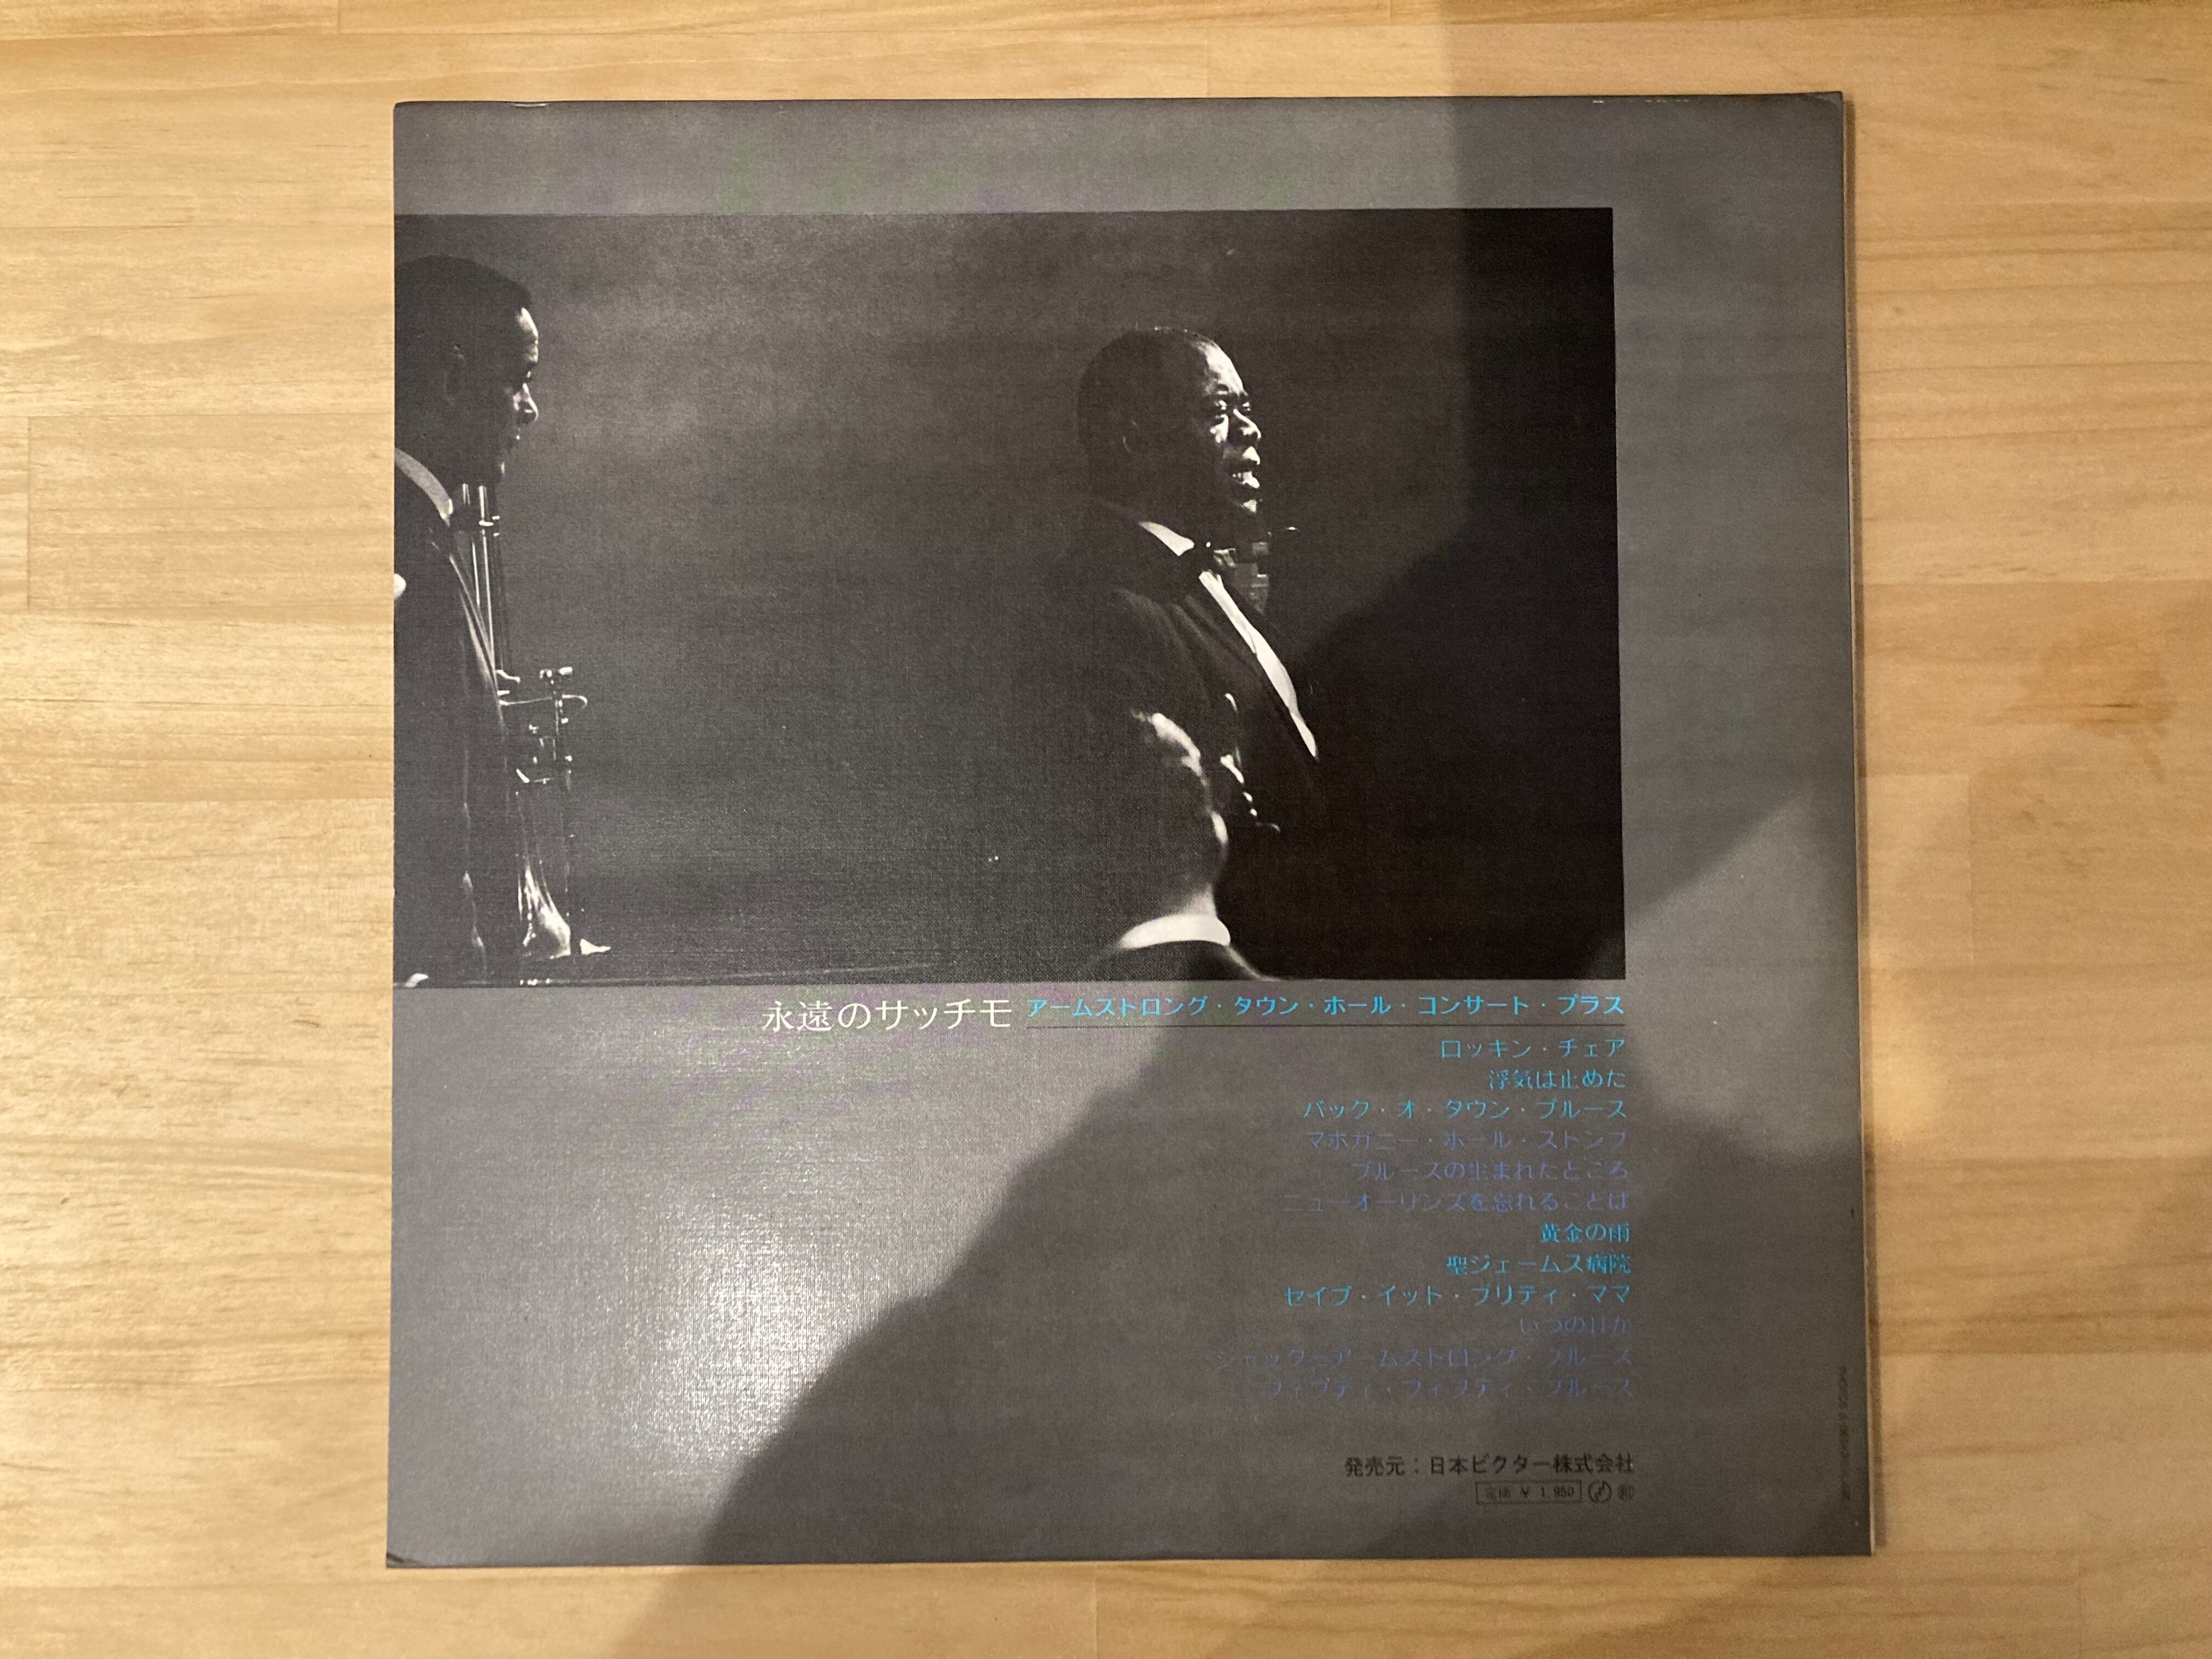 永遠のサッチモ アームストロング・タウン・ホール・コンサート・プラス
ロッキン・チェア
浮気は止めた
バック・オ・タウン・ブルース
マホガニー・ホール・ストンプ
ブルースの生まれたところ
ニューオーリンズを忘れることは
黄金の雨
聖ジェームス病院
セイブ・イット・プリティ・ママ
いつの日か
ジャック＝アームストロング・ブルース
フィフティ・フィフティ・ブルース
発売元：日本ビクター株式会社
定価 ￥ 1,950